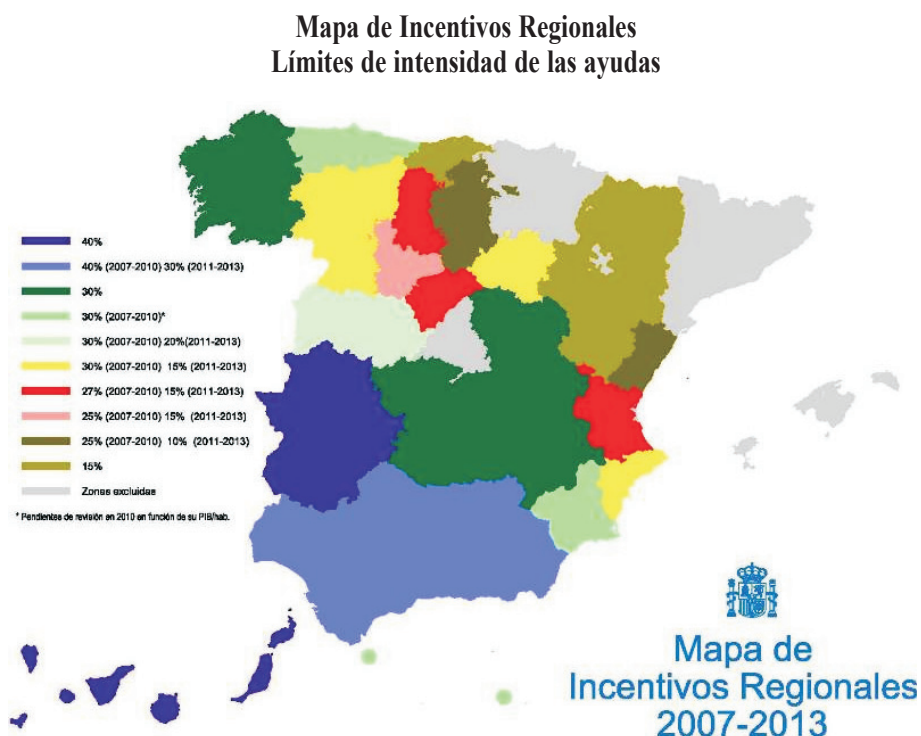 Mapa de Incentivos Regionales
Límites de intensidad de las ayudas
40%
40% (2007-2010) 30% (2011-2013)
30%
30% (2007-2010)*
30% (2007-2010) 20%(2011-2013)
30% (2007-2010) 15% (2011-2013)
27% (2007-2010) 15% (2011-2013)
25% (2007-2010) 15% (2011-2013)
25% (2007-2010) 10% (2011-2013)
15%
Zonas excluidas
* Pendientes de revisión en 2010 en función de su PIB/hab.
Mapa de
Incentivos Regionales
2007-2013